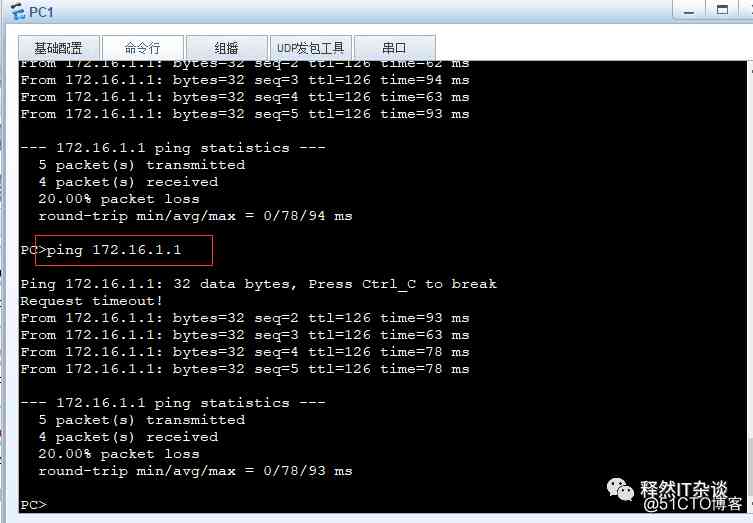 PC1
基础配置 命令行 组播 UDP发包工具 串口
From 172.16.1.1: bytes=32 seq=2 ttl=126 time=62 ms
From 172.16.1.1: bytes=32 seq=3 ttl=126 time=94 ms
From 172.16.1.1: bytes=32 seq=4 ttl=126 time=63 ms
From 172.16.1.1: bytes=32 seq=5 ttl=126 time=93 ms
--- 172.16.1.1 ping statistics ---
5 packet(s) transmitted
4 packet(s) received
20.00% packet loss
round-trip min/avg/max = 0/78/94 ms
PC>ping 172.16.1.1
Ping 172.16.1.1: 32 data bytes, Press Ctrl_C to break
Request timeout!
From 172.16.1.1: bytes=32 seq=2 ttl=126 time=93 ms
From 172.16.1.1: bytes=32 seq=3 ttl=126 time=63 ms
From 172.16.1.1: bytes=32 seq=4 ttl=126 time=78 ms
From 172.16.1.1: bytes=32 seq=5 ttl=126 time=78 ms
--- 172.16.1.1 ping statistics ---
5 packet(s) transmitted
4 packet(s) received
20.00% packet loss
round-trip min/avg/max = 0/78/93 ms
PC>
释然IT杂谈
@51CTO博客